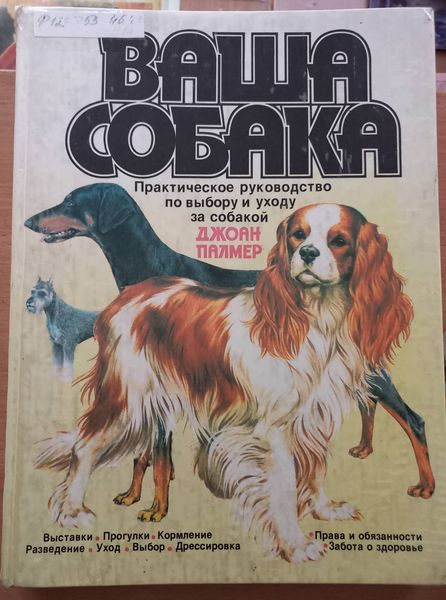 ВАША
СОБАКА
Практическое руководство
по выбору и уходу
за собакой
ДЖОАН
ПАЛМЕР
Выставки • Прогулки • Кормление
Разведение • Уход • Выбор • Дрессировка
• Права и обязанности
• Забота о здоровье